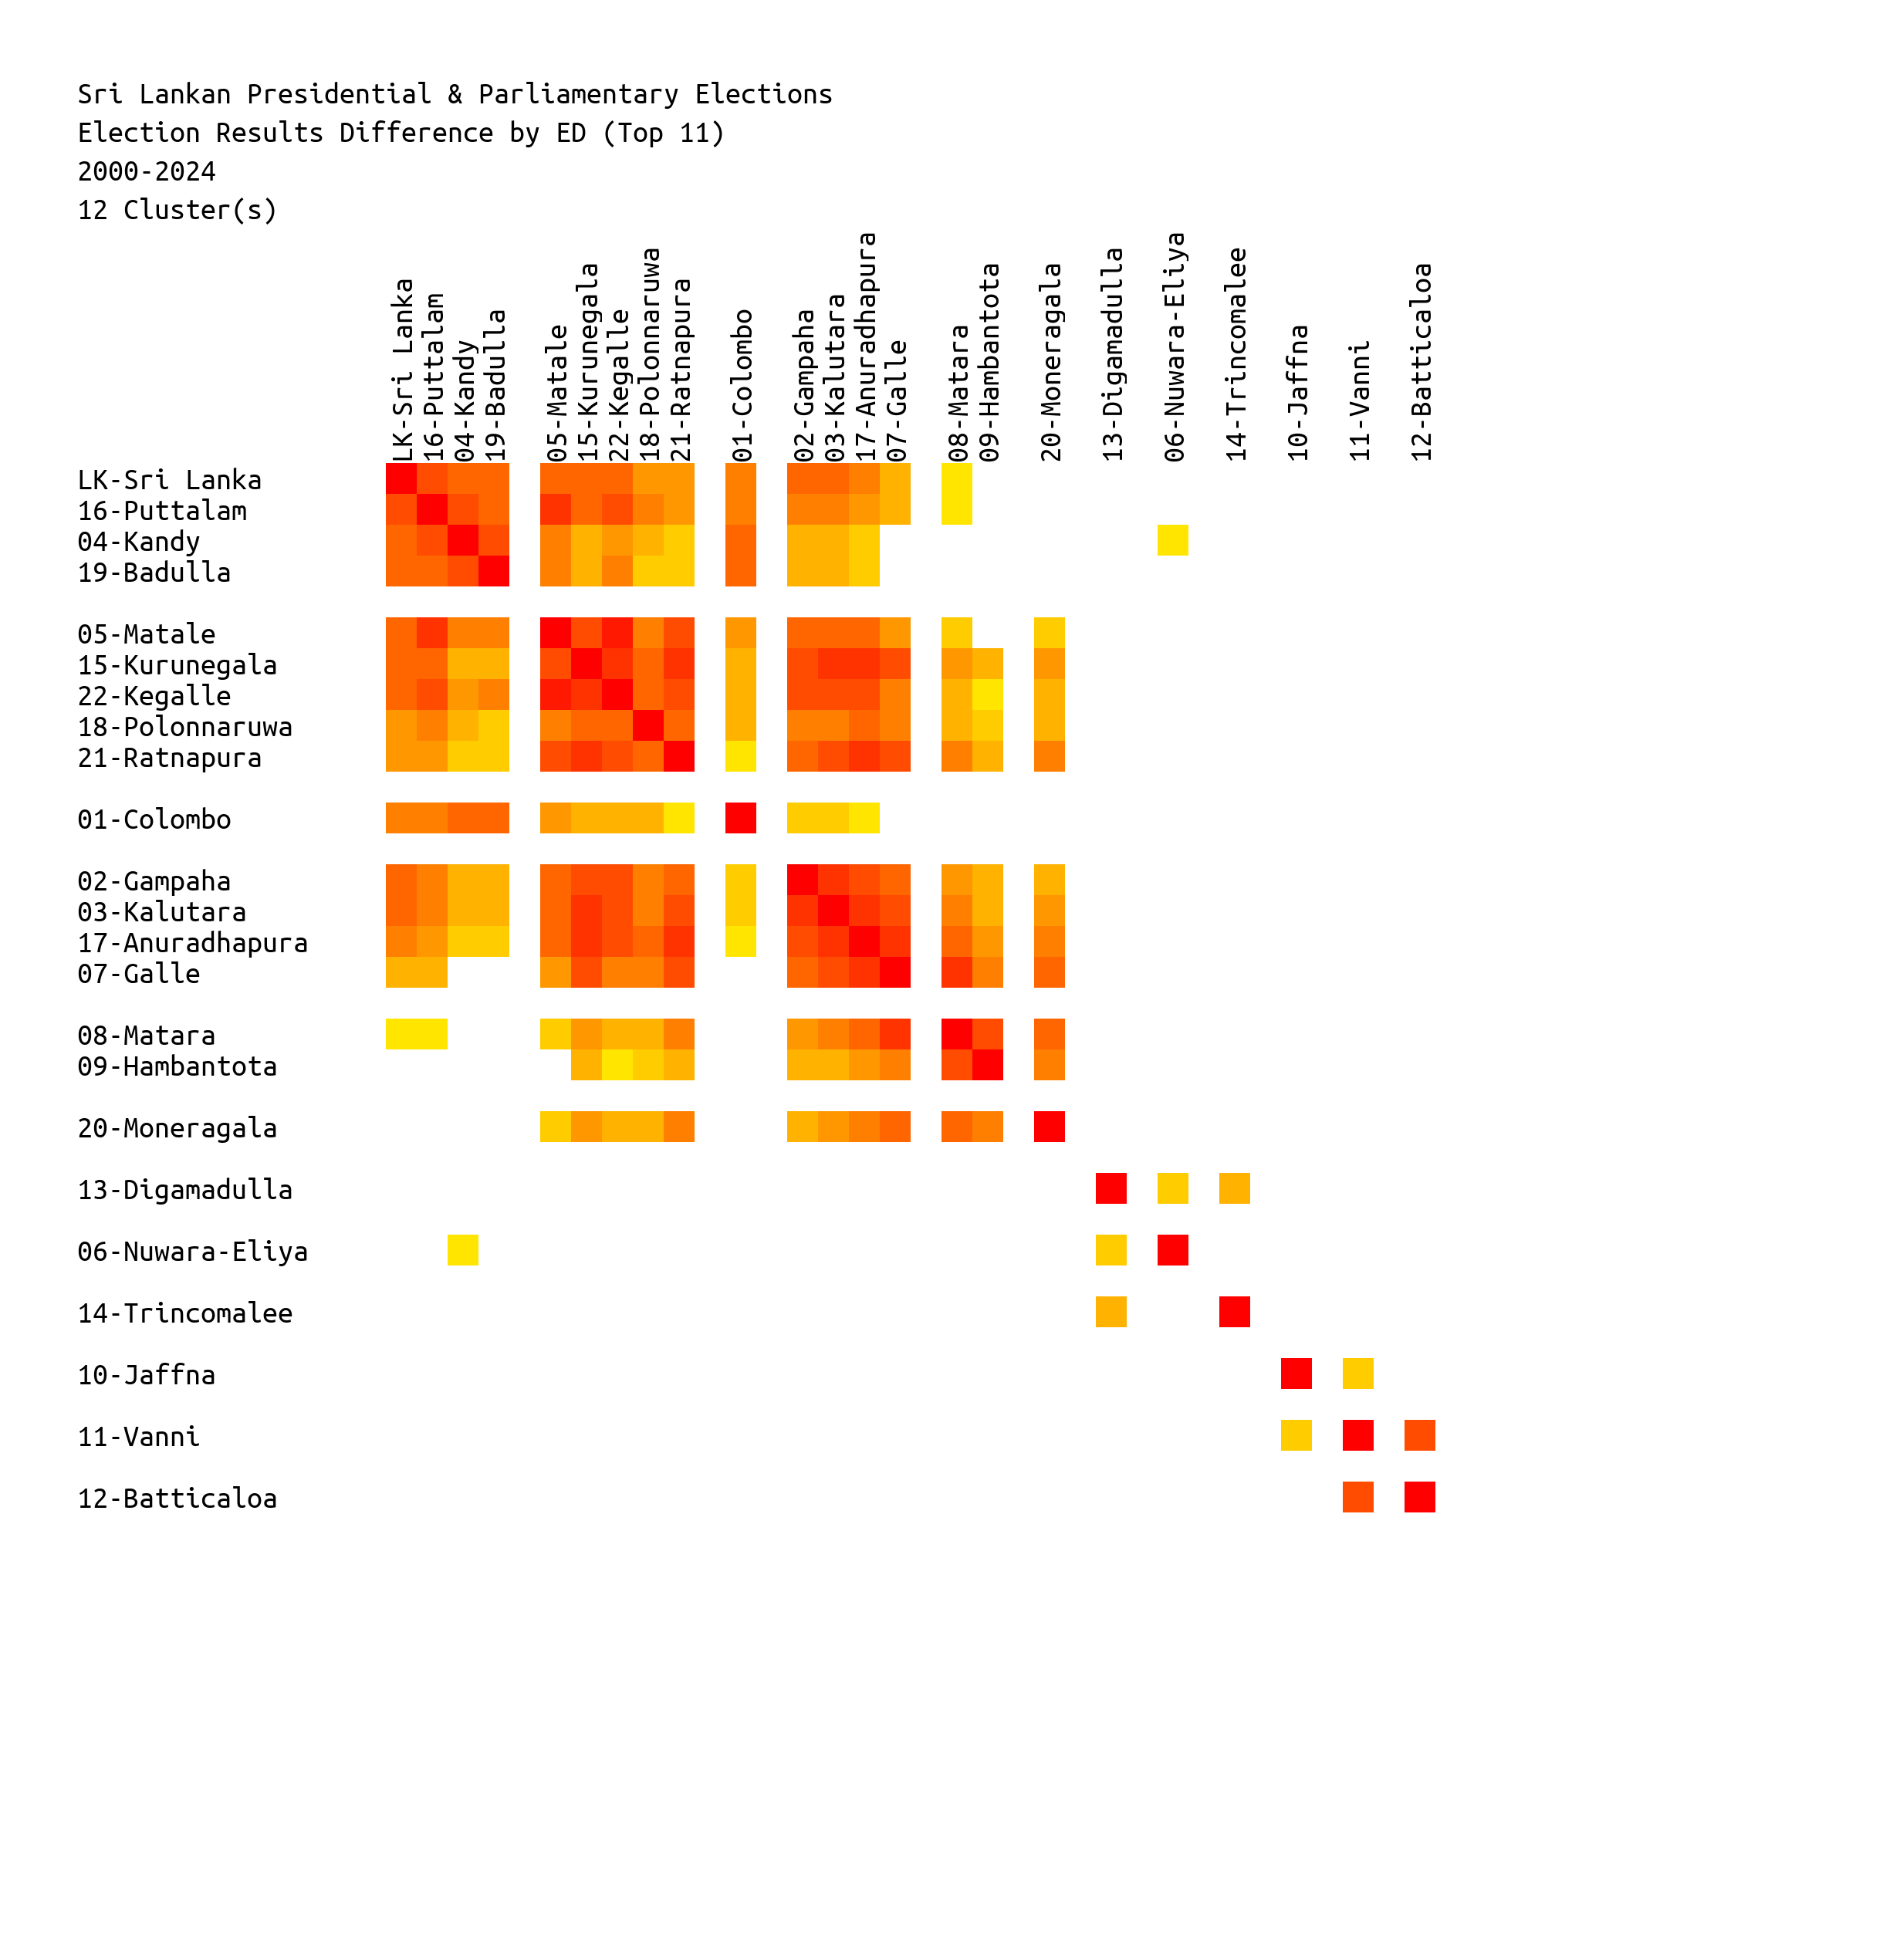 Sri Lankan Presidential & Parliamentary Elections
Election Results Difference by ED (Top 11)
2000-2024
12 Cluster(s)
LK-Sri Lanka
16-Puttalam
04-Kandy
19-Badulla
05-Matale
15-Kurunegala
22-Kegalle
18-Polonnaruwa
21-Ratnapura
01-Colombo
02-Gampaha
03-Kalutara
17-Anuradhapura
07-Galle
08-Matara
09-Hambantota
20-Moneragala
13-Digamadulla
06-Nuwara-Eliya
14-Trincomalee
10-Jaffna
11-Vanni
12-Batticaloa
LK-Sri Lanka
16-Puttalam
04-Kandy
19-Badulla
05-Matale
15-Kurunegala
22-Kegalle
18-Polonnaruwa
21-Ratnapura
01-Colombo
02-Gampaha
03-Kalutara
17-Anuradhapura
07-Galle
08-Matara
09-Hambantota
20-Moneragala
13-Digamadulla
06-Nuwara-Eliya
14-Trincomalee
10-Jaffna
11-Vanni
12-Batticaloa